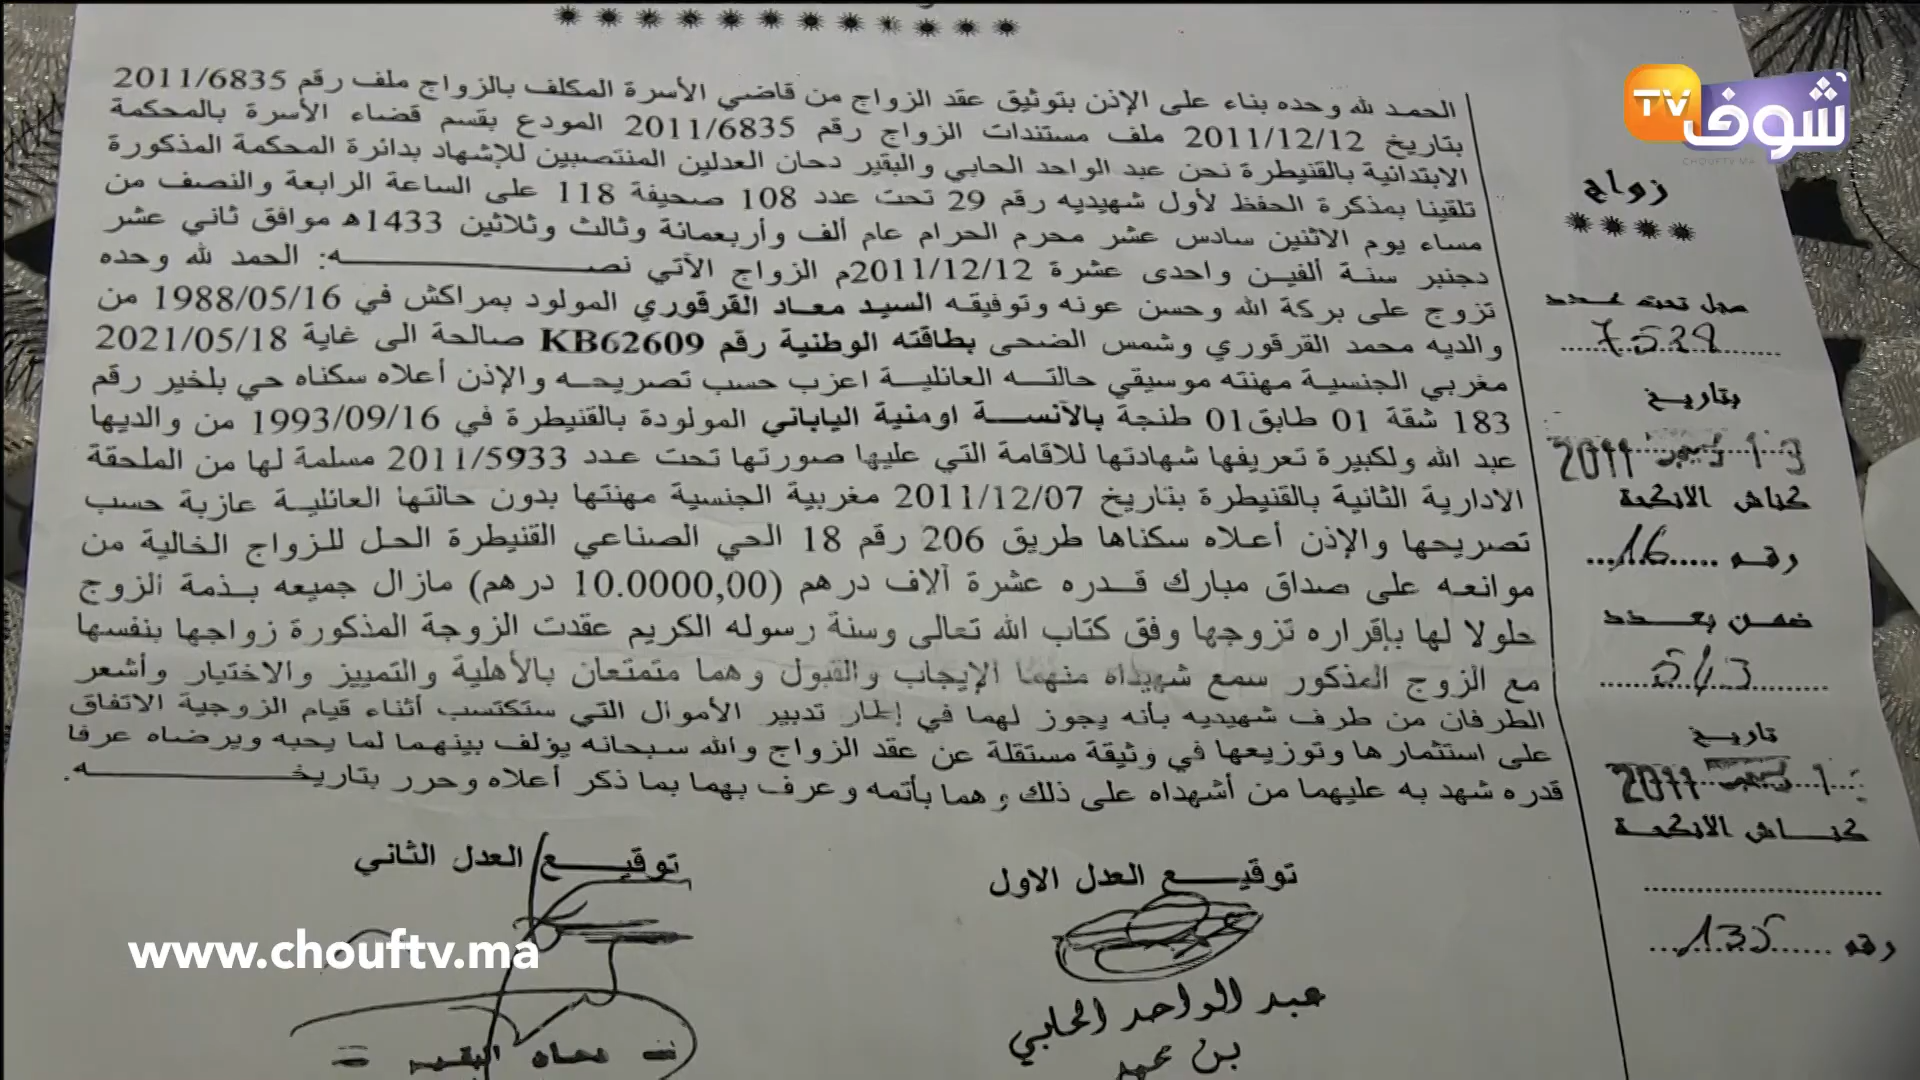 الحمد لله وحده بناء على الإذن بتوثيق عقد الزواج من قاضي الأسرة المكلف بالزواج ملف رقم 2011/6835
بتاريخ 2011/12/12 ملف مستندات الزواج رقم 2011/6835 المودع بقسم قضاء الأسرة بالمحكمة
الابتدائية بالقنيطرة نحن عبد الواحد الحابي والبقير دحان العدلين المنتصبين للإشهاد بدائرة المحكمة المذكورة
تلقينا بمذكرة الحفظ لأول شهيديه رقم 29 تحت عدد 108 صحيفة 118 على الساعة الرابعة والنصف من
مساء يوم الاثنين سادس عشر محرم الحرام عام ألف وأربعمائة وثالث وثلاثين 1433ه موافق ثاني عشر
دجنبر سنة ألفين واحدى عشرة 2011/12/12م الزواج الآتي نصـــــــه: الحمد لله وحده
تزوج على بركة الله وحسن عونه وتوفيقه السيد معاد القرقوري المولود بمراكش في 1988/05/16 من
والديه محمد القرقوري وشمس الضحى بطاقته الوطنية رقم KB62609 صالحة الى غاية 2021/05/18
مغربي الجنسية مهنته موسيقي حالته العائلية اعزب حسب تصريحه والإذن أعلاه سكناه حي بلخير رقم
183 شقة 01 طابق01 طنجة بالآنسة اومنية الياباني المولودة بالقنيطرة في 1993/09/16 من والديها
عبد الله ولكبيرة تعريفها شهادتها للاقامة التي عليها صورتها تحت عدد 2011/5933 مسلمة لها من الملحقة
الادارية الثانية بالقنيطرة بتاريخ 2011/12/07 مغربية الجنسية مهنتها بدون حالتها العائلية عازبة حسب
تصريحها والإذن أعلاه سكناها طريق 206 رقم 18 الحي الصناعي القنيطرة الحل للزواج الخالية من
موانعه على صداق مبارك قدره عشرة آلاف درهم (10.0000,00 درهم) مازال جميعه بذمة الزوج
حلولا لها بإقراره تزوجها وفق كتاب الله تعالى وسنة رسوله الكريم عقدت الزوجة المذكورة زواجها بنفسها
مع الزوج المذكور سمع شهيداه منهما الإيجاب والقبول وهما متمتعان بالأهلية والتمييز والاختيار وأشعر
الطرفان من طرف شهيديه بأنه يجوز لهما في إطار تدبير الأموال التي ستكتسب أثناء قيام الزوجية الاتفاق
على استثمارها وتوزيعها في وثيقة مستقلة عن عقد الزواج والله سبحانه يؤلف بينهما لما يحبه ويرضاه عرفا
قدره شهد به عليهما من أشهداه على ذلك وهما بأتمه وعرف بهما بما ذكر أعلاه وحرر بتاريخـــــــه.
توقيـــع العدل الاول
توقيـــع العدل الثاني
عبد الواحد الحابي
بن محمد
زواج
سجل تحت عدد
7528
بتاريخ
13 دجنبر 2011
كناش الانكحة
رقم 16
ضمن بعدد
543
تاريخ
2011
كناش الانكحة
رقم 135
شوف TV
CHOUFTV.MA
www.chouftv.ma